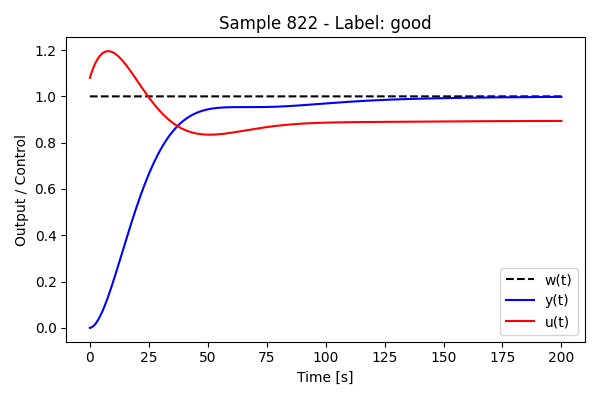 Sample 822 - Label: good
Output / Control
1.2
1.0
0.8
0.6
0.4
0.2
0.0
w(t)
y(t)
u(t)
0 25 50 75 100 125 150 175 200
Time [s]